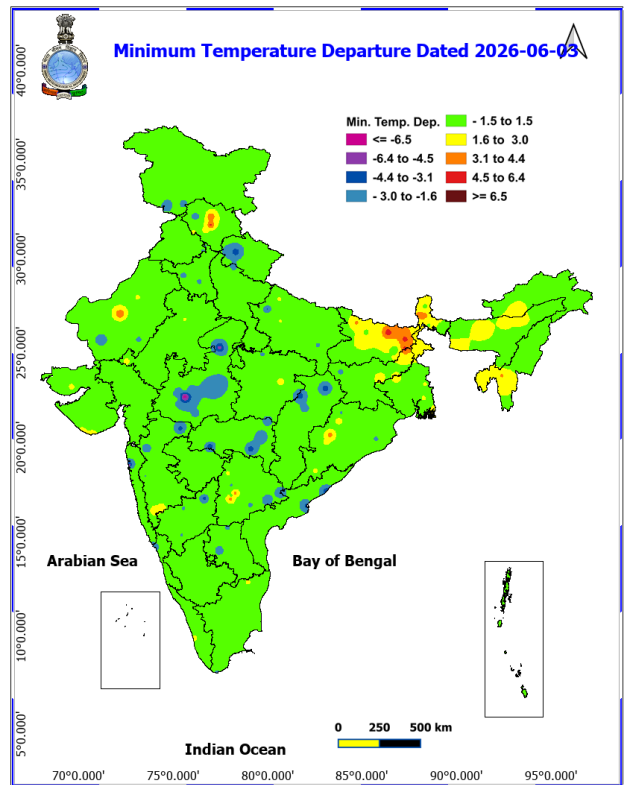 Minimum Temperature Departure Dated 2026-06-03
Min. Temp. Dep.
<= -6.5
-6.4 to -4.5
-4.4 to -3.1
- 3.0 to -1.6
- 1.5 to 1.5
1.6 to 3.0
3.1 to 4.4
4.5 to 6.4
>= 6.5
40°0.000'
35°0.000'
30°0.000'
25°0.000'
20°0.000'
15°0.000'
10°0.000'
5°0.000'
Arabian Sea
Bay of Bengal
Indian Ocean
0 250 500 km
70°0.000' 75°0.000' 80°0.000' 85°0.000' 90°0.000' 95°0.000'